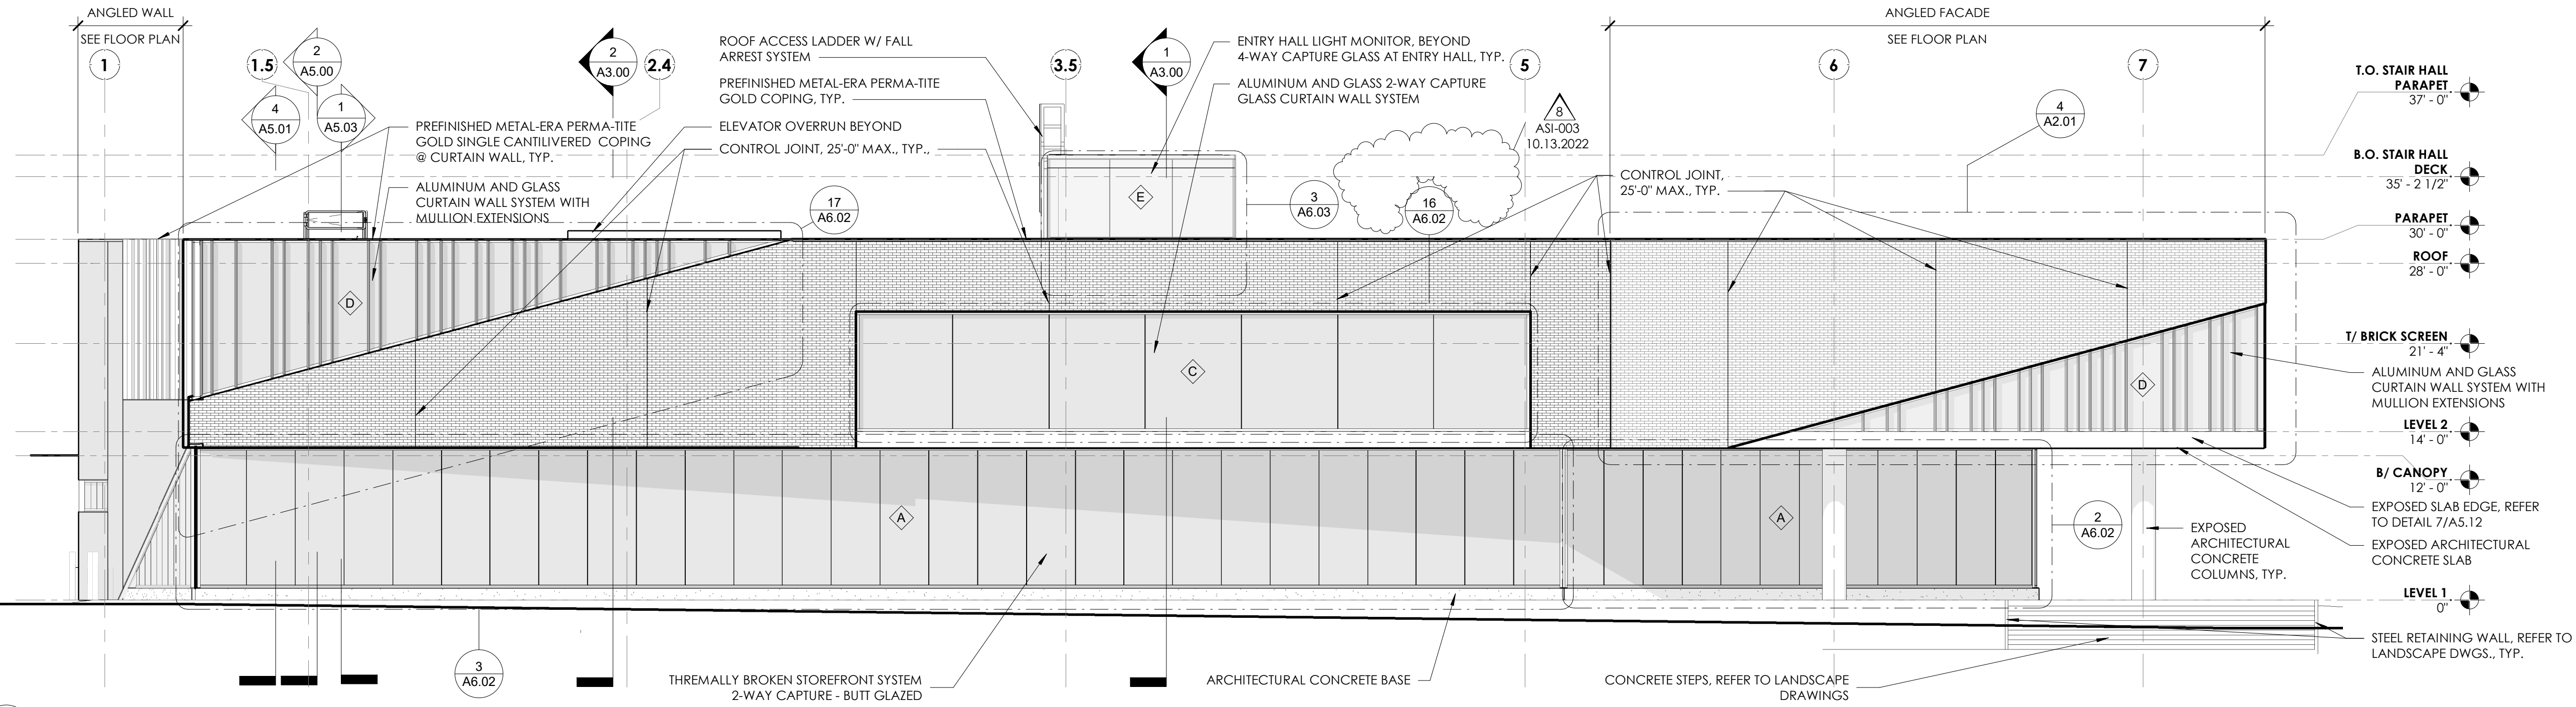 ANGLED WALL
SEE FLOOR PLAN
ANGLED FACADE
SEE FLOOR PLAN
1
1.5
2.4
3.5
5
6
7
2
A5.00
4
A5.01
1
A5.03
2
A3.00
1
A3.00
ROOF ACCESS LADDER W/ FALL
ARREST SYSTEM
PREFINISHED METAL-ERA PERMA-TITE
GOLD COPING, TYP.
ELEVATOR OVERRUN BEYOND
CONTROL JOINT, 25'-0" MAX., TYP.,
PREFINISHED METAL-ERA PERMA-TITE
GOLD SINGLE CANTILIVERED COPING
@ CURTAIN WALL, TYP.
ALUMINUM AND GLASS
CURTAIN WALL SYSTEM WITH
MULLION EXTENSIONS
ENTRY HALL LIGHT MONITOR, BEYOND
4-WAY CAPTURE GLASS AT ENTRY HALL, TYP.
ALUMINUM AND GLASS 2-WAY CAPTURE
GLASS CURTAIN WALL SYSTEM
8
ASI-003
10.13.2022
4
A2.01
CONTROL JOINT,
25'-0" MAX., TYP.
17
A6.02
3
A6.03
16
A6.02
E
D
C
D
A
A
T.O. STAIR HALL
PARAPET
37' - 0"
B.O. STAIR HALL
DECK
35' - 2 1/2"
PARAPET
30' - 0"
ROOF
28' - 0"
T/ BRICK SCREEN
21' - 4"
ALUMINUM AND GLASS
CURTAIN WALL SYSTEM WITH
MULLION EXTENSIONS
LEVEL 2
14' - 0"
B/ CANOPY
12' - 0"
EXPOSED SLAB EDGE, REFER
TO DETAIL 7/A5.12
EXPOSED ARCHITECTURAL
CONCRETE SLAB
2
A6.02
EXPOSED
ARCHITECTURAL
CONCRETE
COLUMNS, TYP.
LEVEL 1
0"
STEEL RETAINING WALL, REFER TO
LANDSCAPE DWGS., TYP.
3
A6.02
THREMALLY BROKEN STOREFRONT SYSTEM
2-WAY CAPTURE - BUTT GLAZED
ARCHITECTURAL CONCRETE BASE
CONCRETE STEPS, REFER TO LANDSCAPE
DRAWINGS